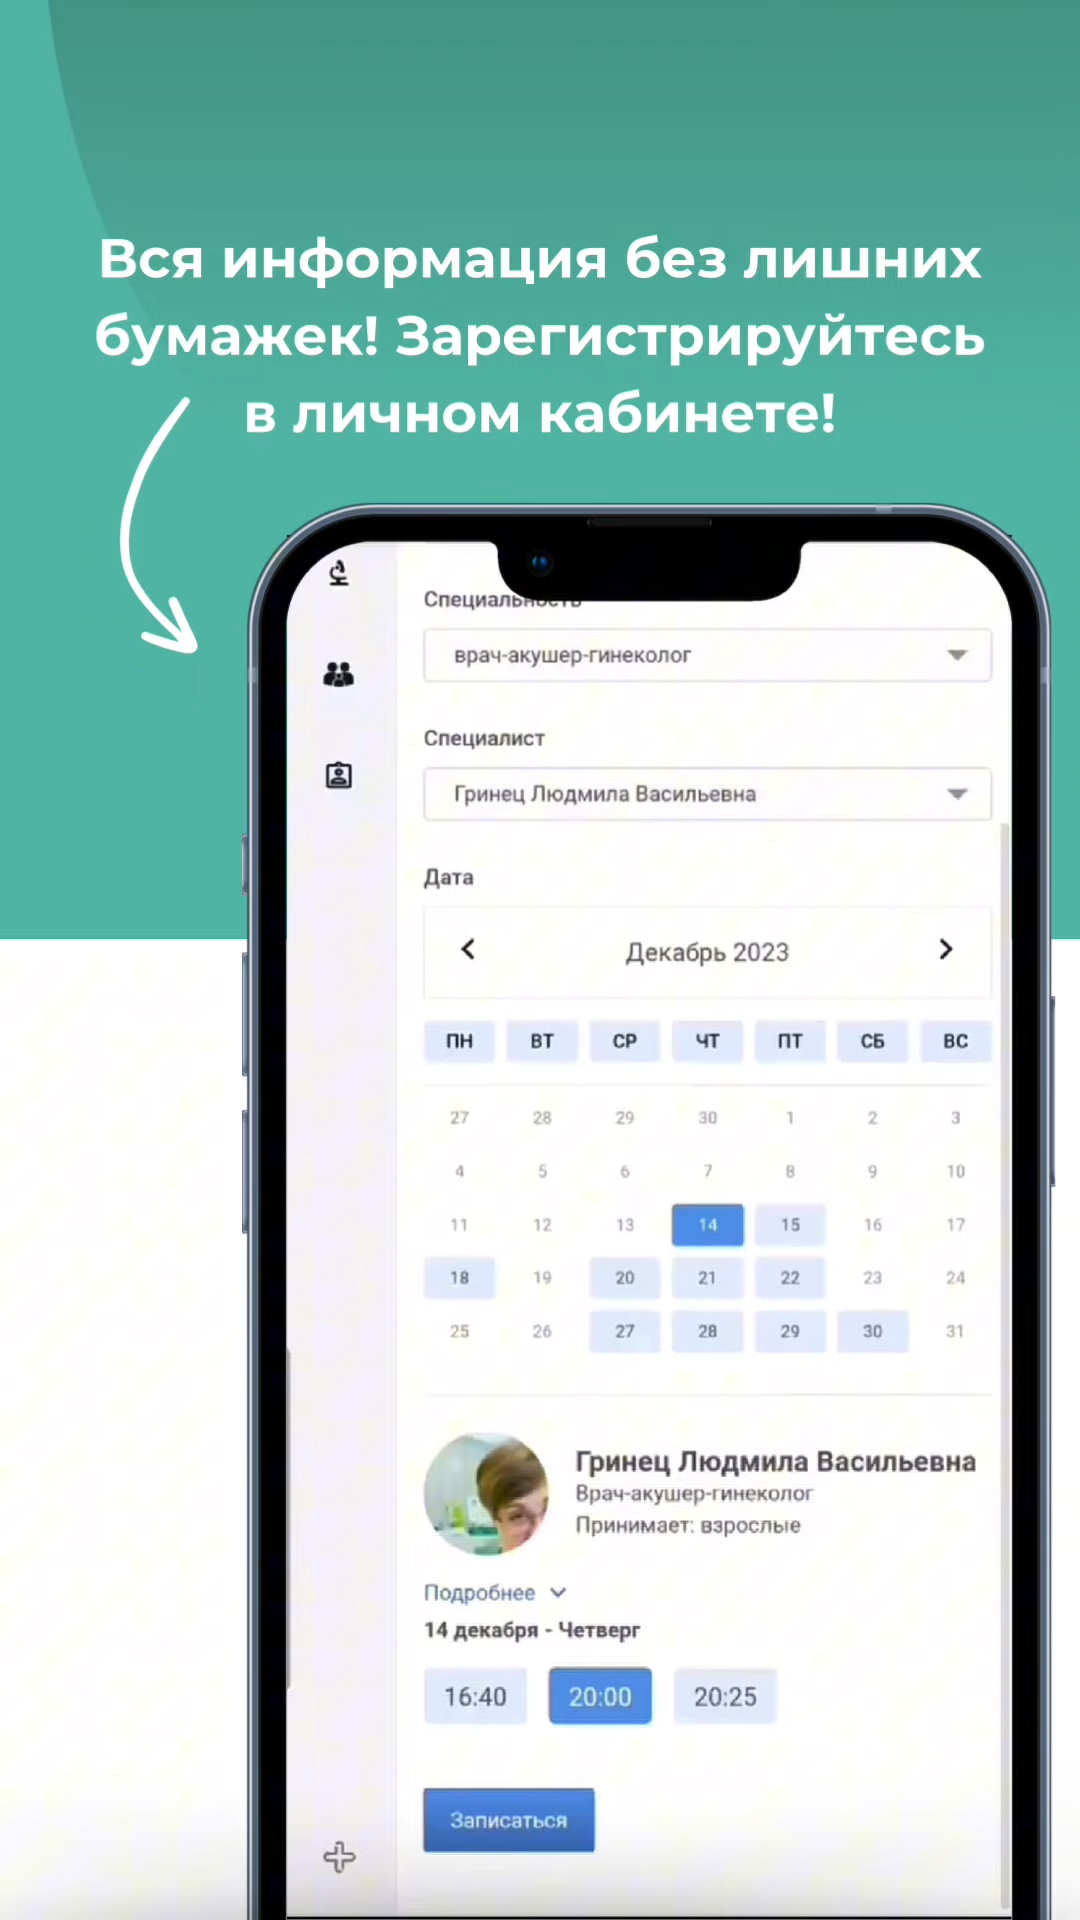 Вся информация без лишних
бумажек! Зарегистрируйтесь
в личном кабинете!
Специальность
врач-акушер-гинеколог
Специалист
Гринец Людмила Васильевна
Дата
Декабрь 2023
ПН ВТ СР ЧТ ПТ СБ ВС
27 28 29 30 1 2 3
4 5 6 7 8 9 10
11 12 13 14 15 16 17
18 19 20 21 22 23 24
25 26 27 28 29 30 31
Гринец Людмила Васильевна
Врач-акушер-гинеколог
Принимает: взрослые
Подробнее
14 декабря - Четверг
16:40 20:00 20:25
Записаться